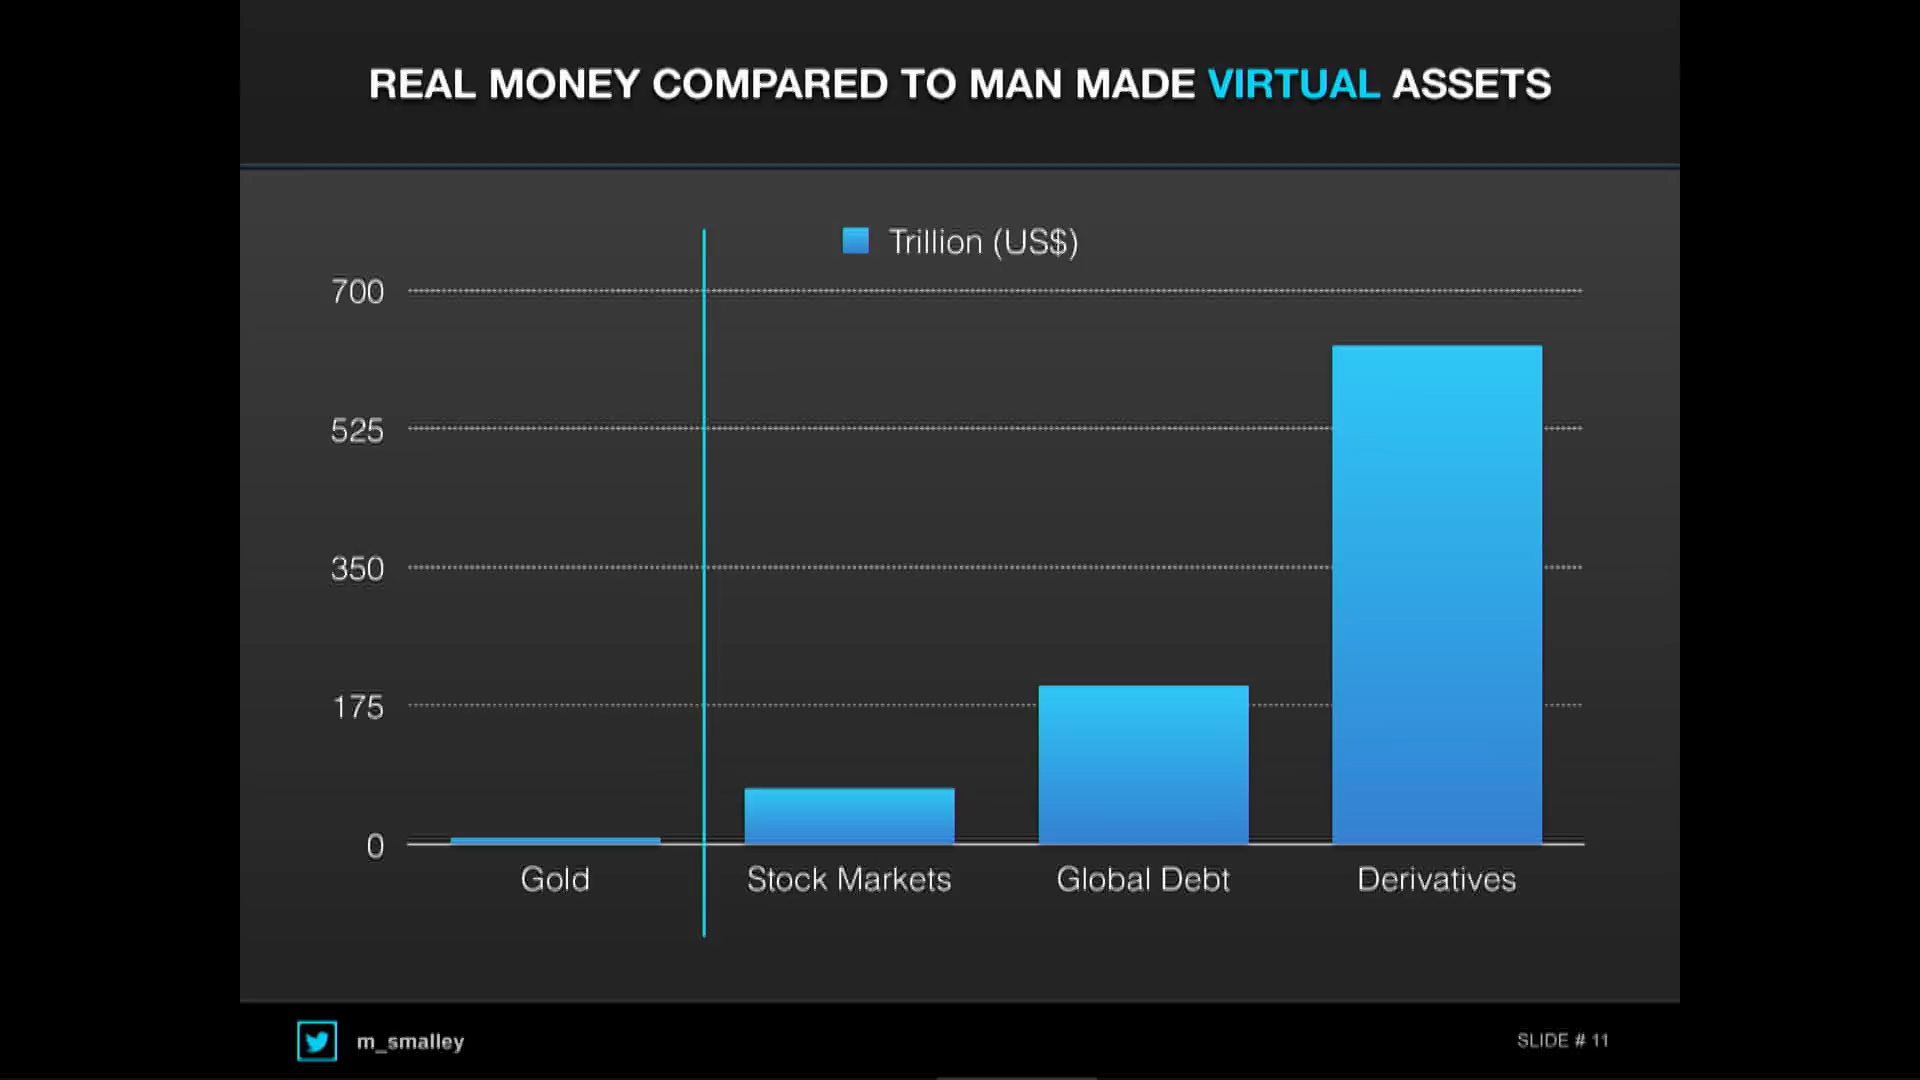 REAL MONEY COMPARED TO MAN MADE VIRTUAL ASSETS
Trillion (US$)
700
525
350
175
0
Gold
Stock Markets
Global Debt
Derivatives
m_smalley
SLIDE # 11